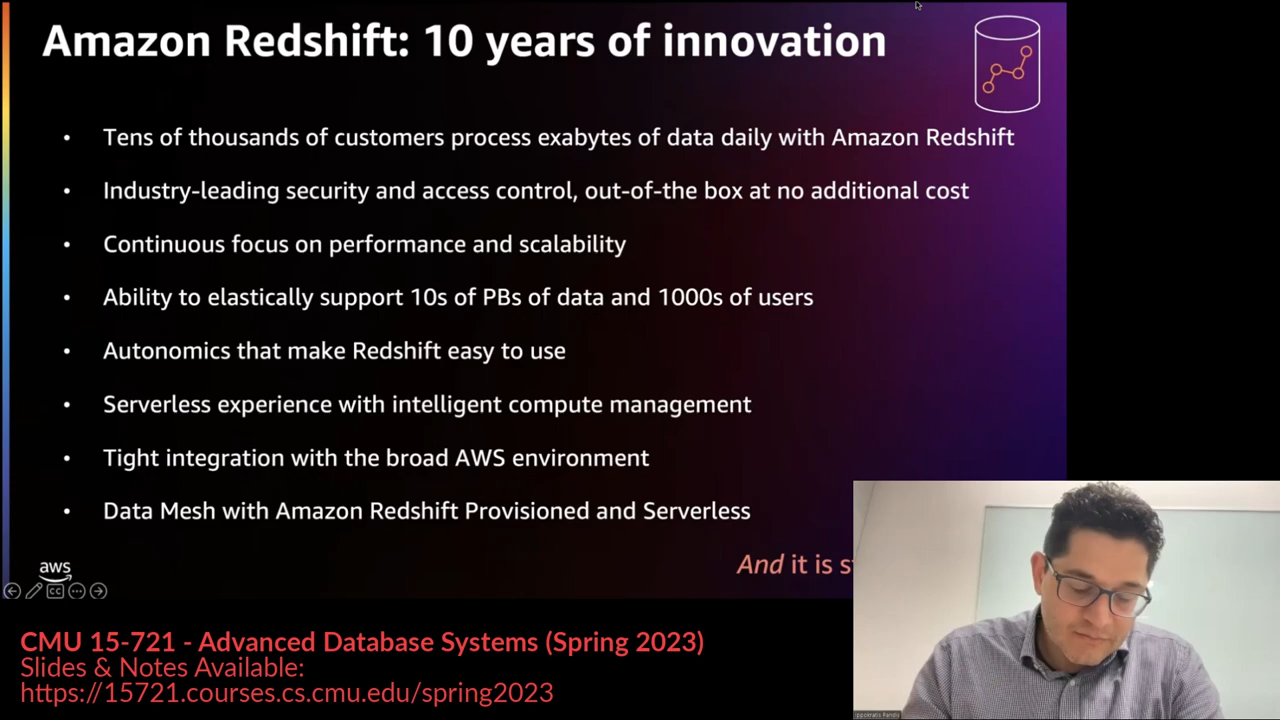 Amazon Redshift: 10 years of innovation
• Tens of thousands of customers process exabytes of data daily with Amazon Redshift
• Industry-leading security and access control, out-of-the box at no additional cost
• Continuous focus on performance and scalability
• Ability to elastically support 10s of PBs of data and 1000s of users
• Autonomics that make Redshift easy to use
• Serverless experience with intelligent compute management
• Tight integration with the broad AWS environment
• Data Mesh with Amazon Redshift Provisioned and Serverless
And it is
aws
CC
CMU 15-721 - Advanced Database Systems (Spring 2023)
Slides & Notes Available:
https://15721.courses.cs.cmu.edu/spring2023
Ippokratis Pandis